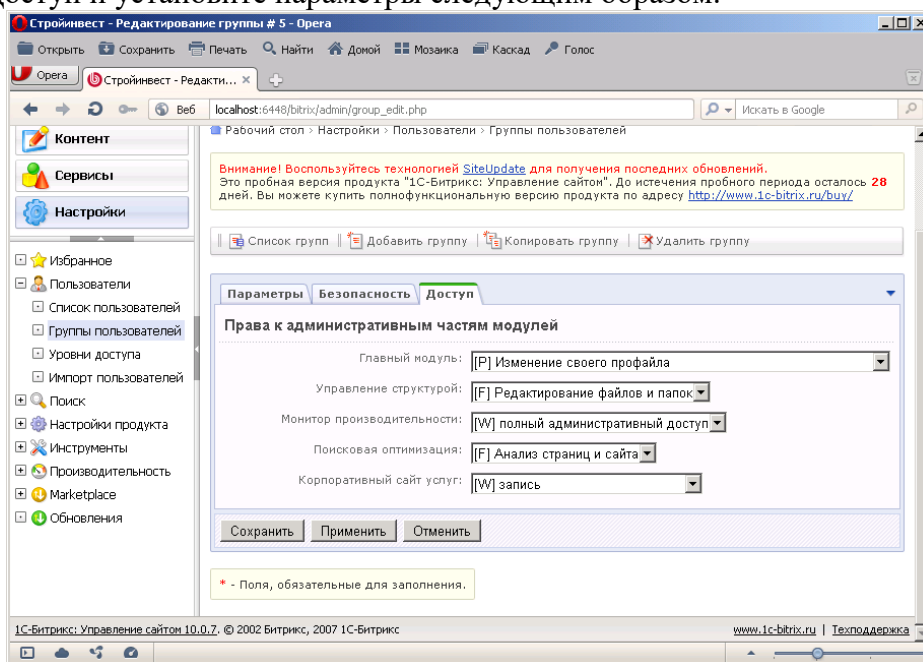 доступ и установите параметры следующим образом:
Стройинвест - Редактирование группы # 5 - Opera
Открыть Сохранить Печать Найти Домой Мозаика Каскад Голос
Opera Стройинвест - Редакти... ×
Веб localhost:6448/bitrix/admin/group_edit.php Искать в Google
Контент
Сервисы
Настройки
Избранное
Пользователи
Список пользователей
Группы пользователей
Уровни доступа
Импорт пользователей
Поиск
Настройки продукта
Инструменты
Производительность
Marketplace
Обновления
Рабочий стол > Настройки > Пользователи > Группы пользователей
Внимание! Воспользуйтесь технологией SiteUpdate для получения последних обновлений.
Это пробная версия продукта "1С-Битрикс: Управление сайтом". До истечения пробного периода осталось 28
дней. Вы можете купить полнофункциональную версию продукта по адресу http://www.1c-bitrix.ru/buy/
Список групп Добавить группу Копировать группу Удалить группу
Параметры Безопасность Доступ
Права к административным частям модулей
Главный модуль: [P] Изменение своего профайла
Управление структурой: [F] Редактирование файлов и папок
Монитор производительности: [W] полный административный доступ
Поисковая оптимизация: [F] Анализ страниц и сайта
Корпоративный сайт услуг: [W] запись
Сохранить Применить Отменить
* - Поля, обязательные для заполнения.
1С-Битрикс: Управление сайтом 10.0.7. © 2002 Битрикс, 2007 1С-Битрикс www.1c-bitrix.ru | Техподдержка